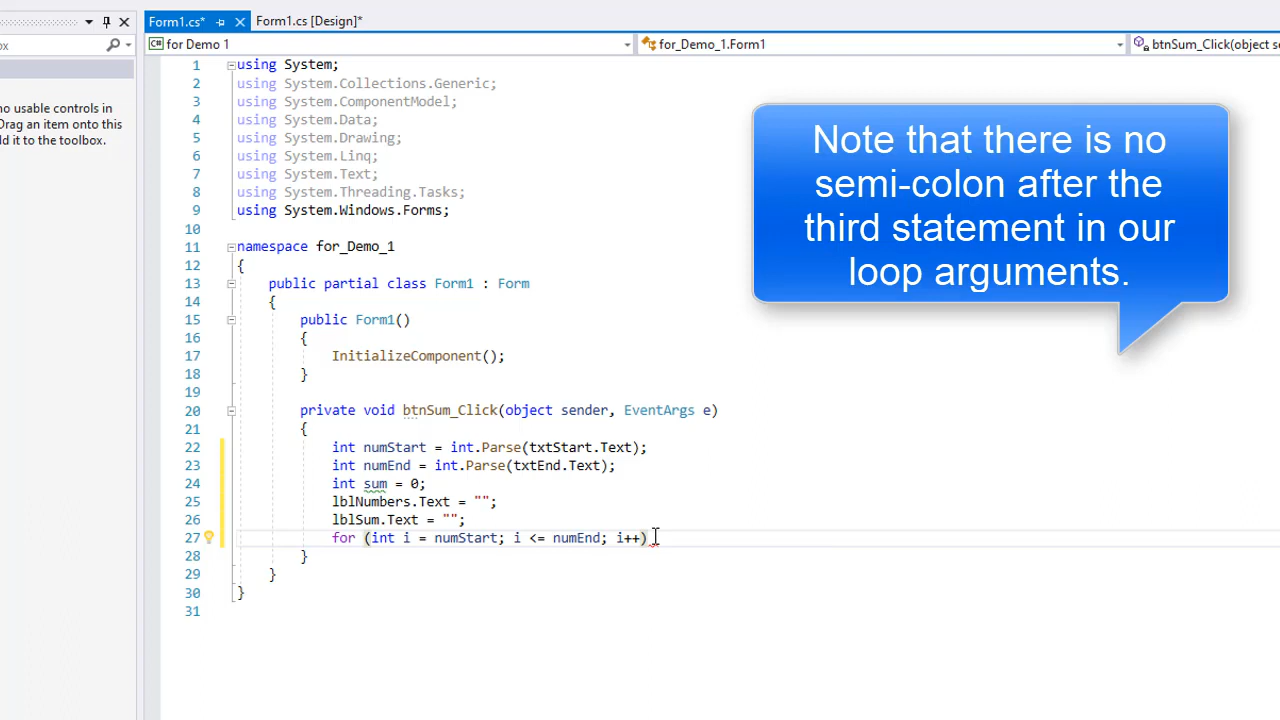 Form1.cs*
Form1.cs [Design]*
ox
for Demo 1
for_Demo_1.Form1
btnSum_Click(object se
no usable controls in
Drag an item onto this
ld it to the toolbox.
1 using System;
2 using System.Collections.Generic;
3 using System.ComponentModel;
4 using System.Data;
5 using System.Drawing;
6 using System.Linq;
7 using System.Text;
8 using System.Threading.Tasks;
9 using System.Windows.Forms;
10
11 namespace for_Demo_1
12 {
13 public partial class Form1 : Form
14 {
15 public Form1()
16 {
17 InitializeComponent();
18 }
19
20 private void btnSum_Click(object sender, EventArgs e)
21 {
22 int numStart = int.Parse(txtStart.Text);
23 int numEnd = int.Parse(txtEnd.Text);
24 int sum = 0;
25 lblNumbers.Text = "";
26 lblSum.Text = "";
27 for (int i = numStart; i <= numEnd; i++)
28 }
29 }
30 }
31
Note that there is no
semi-colon after the
third statement in our
loop arguments.